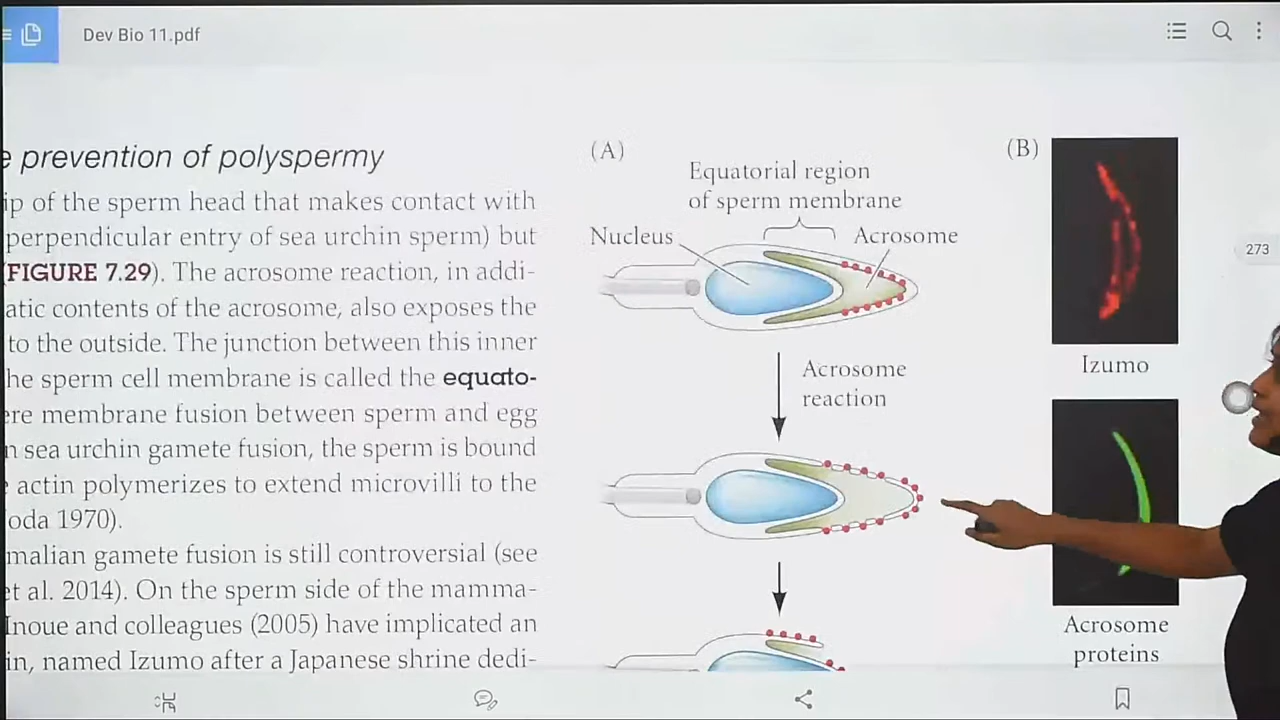 Dev Bio 11.pdf
prevention of polyspermy
of the sperm head that makes contact with
perpendicular entry of sea urchin sperm) but
(FIGURE 7.29). The acrosome reaction, in addi-
contents of the acrosome, also exposes the
to the outside. The junction between this inner
he sperm cell membrane is called the equato-
membrane fusion between sperm and egg
sea urchin gamete fusion, the sperm is bound
actin polymerizes to extend microvilli to the
oda 1970).
malian gamete fusion is still controversial (see
et al. 2014). On the sperm side of the mamma-
Inoue and colleagues (2005) have implicated an
in, named Izumo after a Japanese shrine dedi-
(A)
Equatorial region
of sperm membrane
Nucleus
Acrosome
Acrosome
reaction
(B)
Izumo
Acrosome
proteins
273